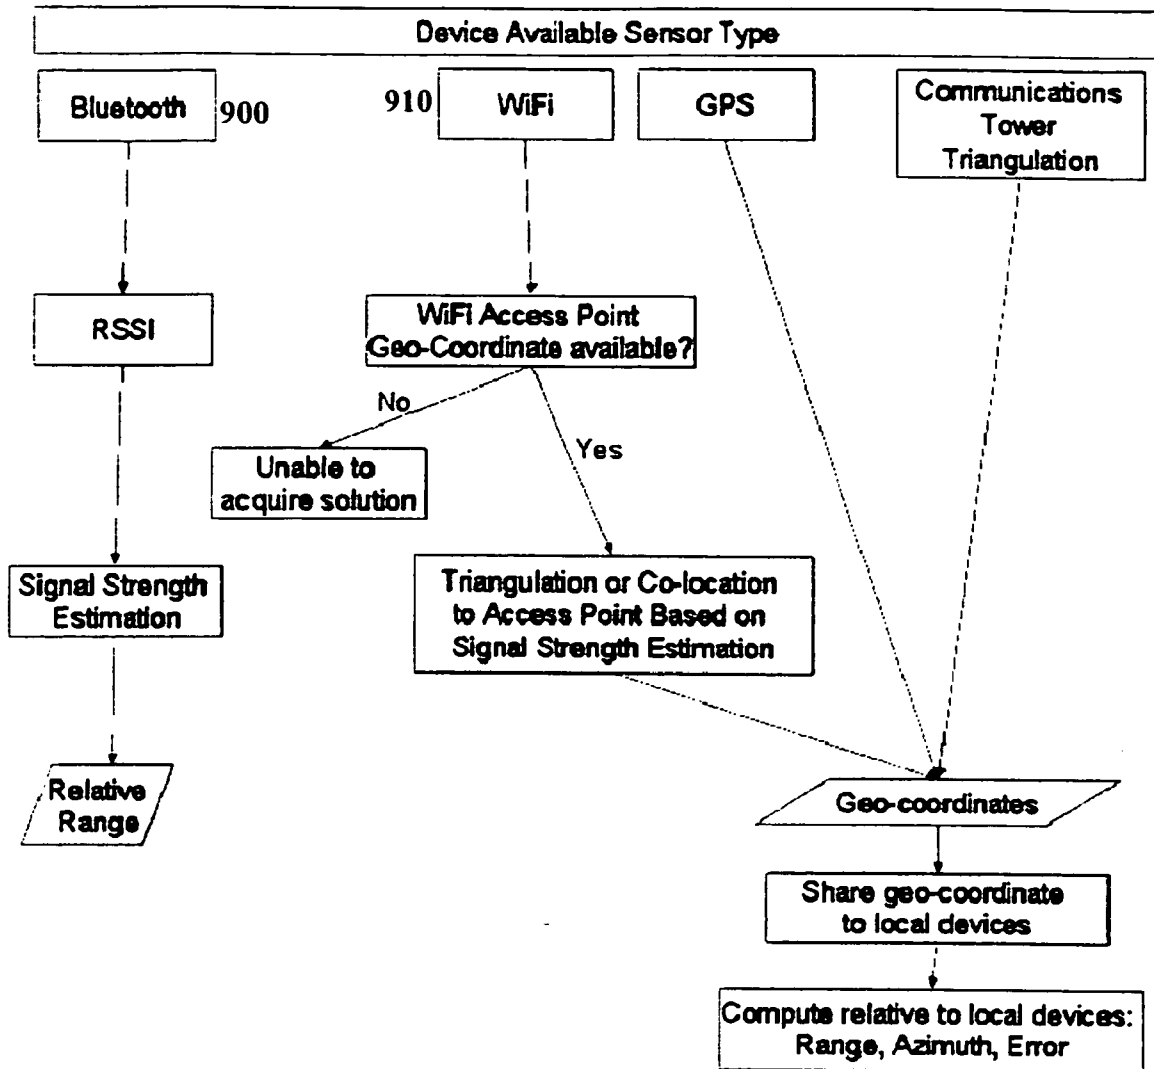 Device Available Sensor Type
Bluetooth
900
910
WiFi
GPS
Communications
Tower
Triangulation
RSSI
WiFi Access Point
Geo-Coordinate available?
No
Yes
Unable to
acquire solution
Signal Strength
Estimation
Triangulation or Co-location
to Access Point Based on
Signal Strength Estimation
Relative
Range
Geo-coordinates
Share geo-coordinate
to local devices
Compute relative to local devices:
Range, Azimuth, Error